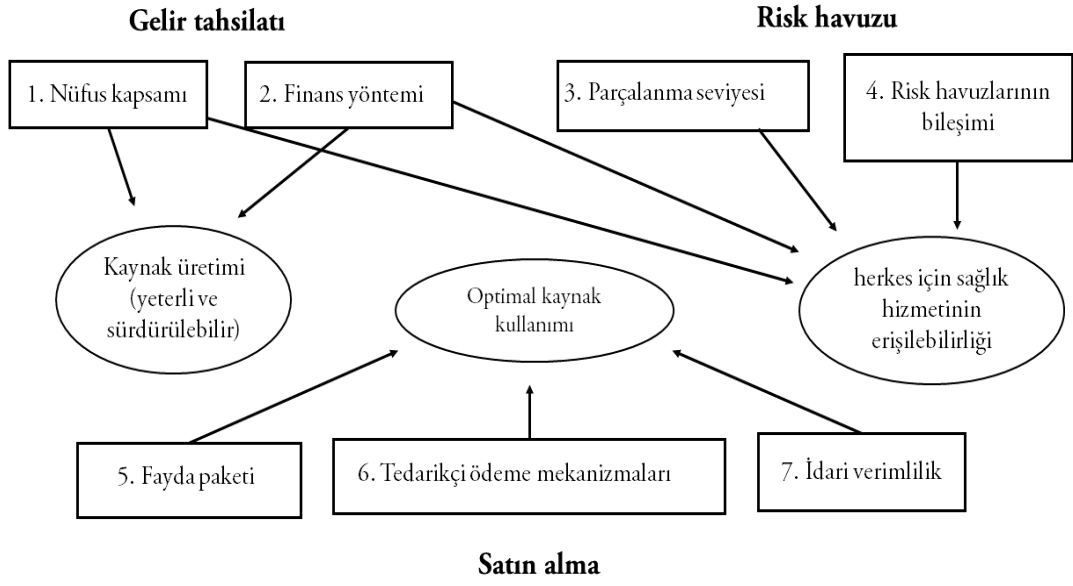 Gelir tahsilatı
Risk havuzu
1. Nüfus kapsamı
2. Finans yöntemi
3. Parçalanma seviyesi
4. Risk havuzlarının
bileşimi
Kaynak üretimi
(yeterli ve
sürdürülebilir)
Optimal kaynak
kullanımı
herkes için sağlık
hizmetinin
erişilebilirliği
5. Fayda paketi
6. Tedarikçi ödeme mekanizmaları
7. İdari verimlilik
Satın alma